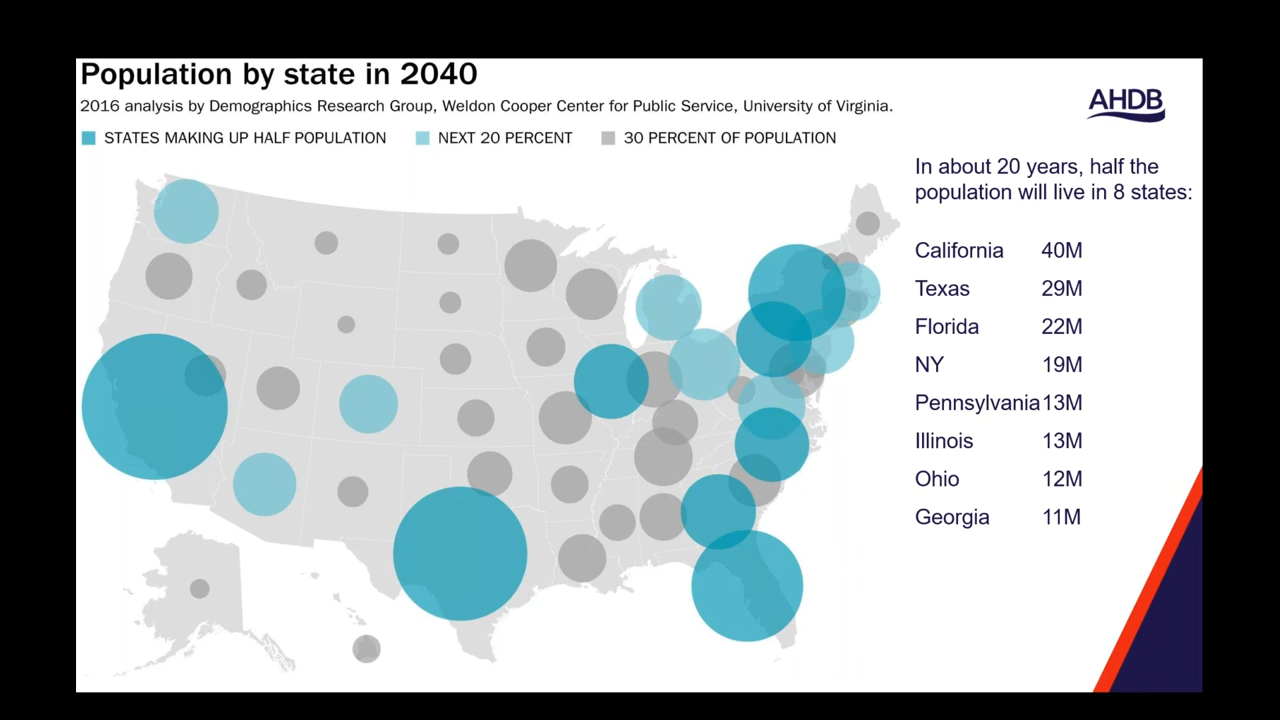 Population by state in 2040
2016 analysis by Demographics Research Group, Weldon Cooper Center for Public Service, University of Virginia.
STATES MAKING UP HALF POPULATION NEXT 20 PERCENT 30 PERCENT OF POPULATION
AHDB
In about 20 years, half the
population will live in 8 states:
California 40M
Texas 29M
Florida 22M
NY 19M
Pennsylvania 13M
Illinois 13M
Ohio 12M
Georgia 11M